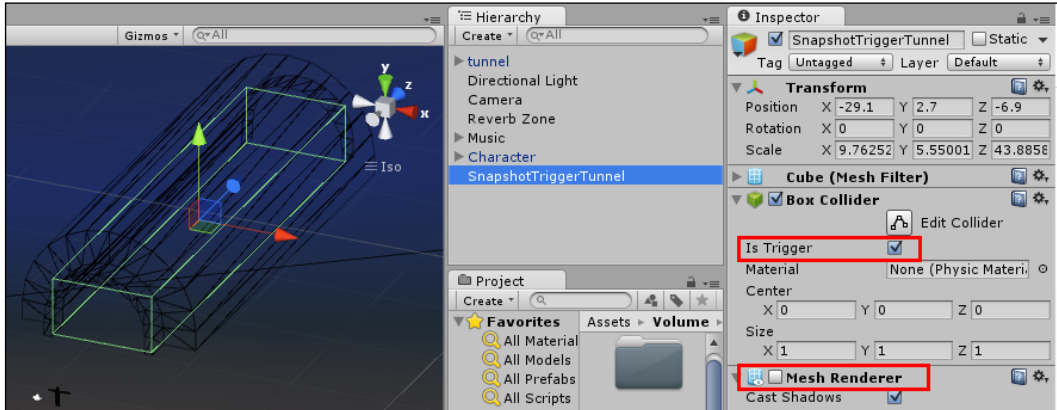 Gizmos
All
y
z
x
Iso
Hierarchy
Create
All
tunnel
Directional Light
Camera
Reverb Zone
Music
Character
SnapshotTriggerTunnel
Project
Create
Favorites
All Material
All Models
All Prefabs
All Scripts
Assets
Volume
Inspector
SnapshotTriggerTunnel Static
Tag Untagged Layer Default
Transform
Position X -29.1 Y 2.7 Z -6.9
Rotation X 0 Y 0 Z 0
Scale X 9.76252 Y 5.55001 Z 43.8858
Cube (Mesh Filter)
Box Collider
Edit Collider
Is Trigger
Material None (Physic Materi
Center
X 0 Y 0 Z 0
Size
X 1 Y 1 Z 1
Mesh Renderer
Cast Shadows